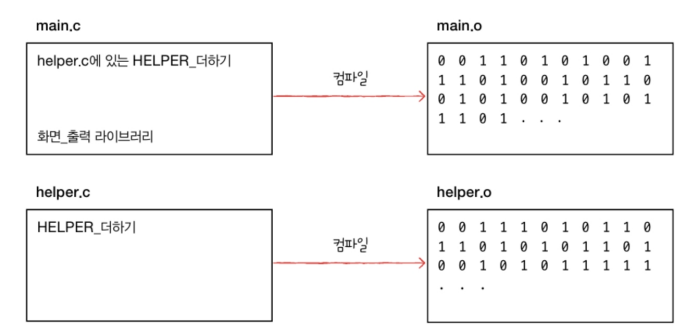 main.c
main.o
helper.c에 있는 HELPER_더하기
화면_출력 라이브러리
컴파일
0 0 1 1 0 1 0 1 0 0 1
1 1 0 1 0 0 1 0 1 1 0
0 1 0 1 0 0 1 0 1 0 1
1 1 0 1 . . .
helper.c
helper.o
HELPER_더하기
컴파일
0 0 1 1 1 0 1 0 1 1 0
1 1 0 1 0 1 0 1 1 0 1
0 0 1 0 1 0 1 1 1 1 1
. . .